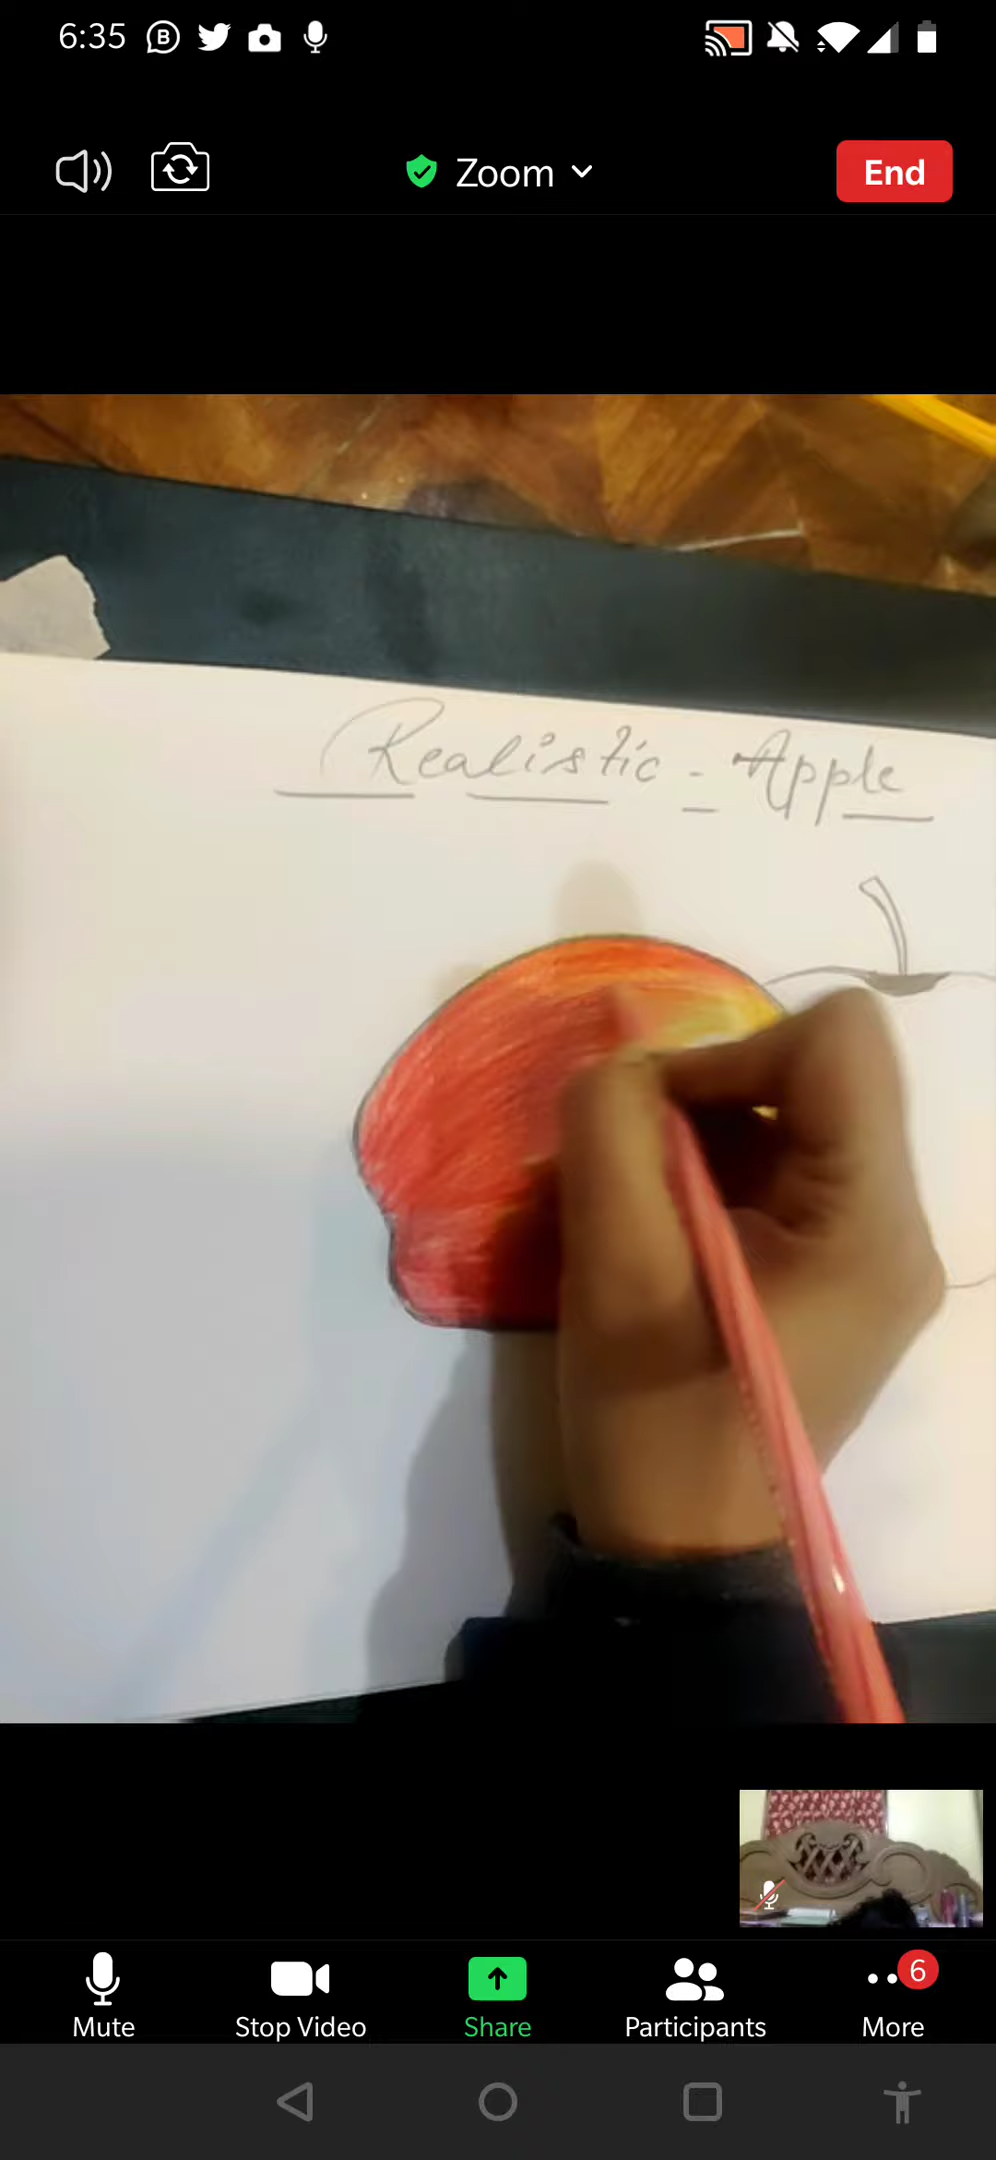 6:35
Zoom
End
Realistic - Apple
Mute
Stop Video
Share
Participants
6
More